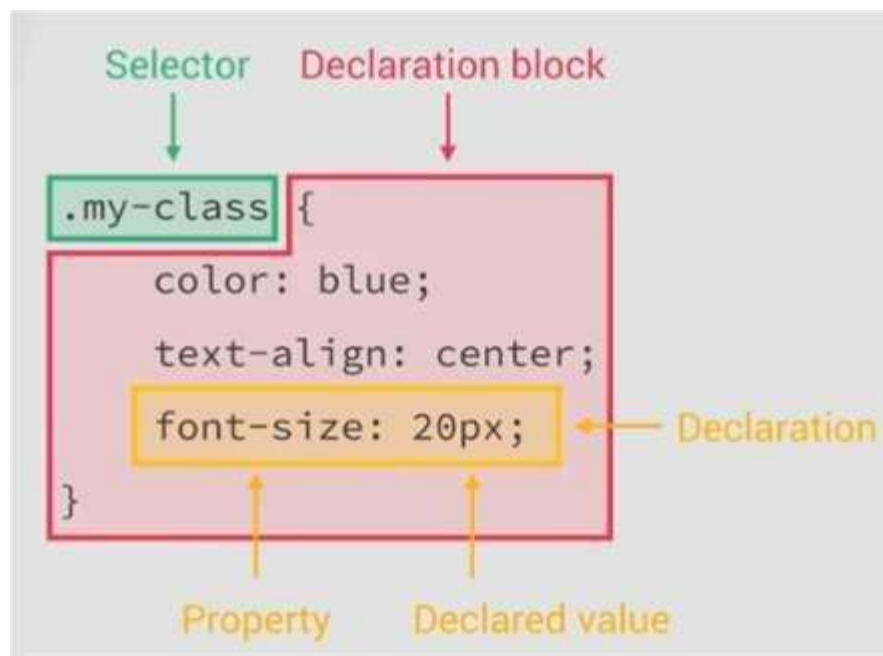 Selector Declaration block
.my-class {
color: blue;
text-align: center;
font-size: 20px; Declaration
}
Property Declared value